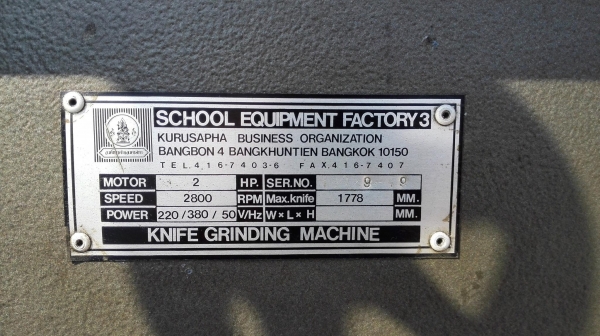 SCHOOL EQUIPMENT FACTORY 3
KURUSAPHA BUSINESS ORGANIZATION
BANGBON 4 BANGKHUNTIEN BANGKOK 10150
TEL.416-7403-6 FAX.416-7407
MOTOR 2 HP. SER.NO. 9 9
SPEED 2800 RPM Max.knife 1778 MM.
POWER 220/380/50 V/Hz W×L×H MM.
KNIFE GRINDING MACHINE